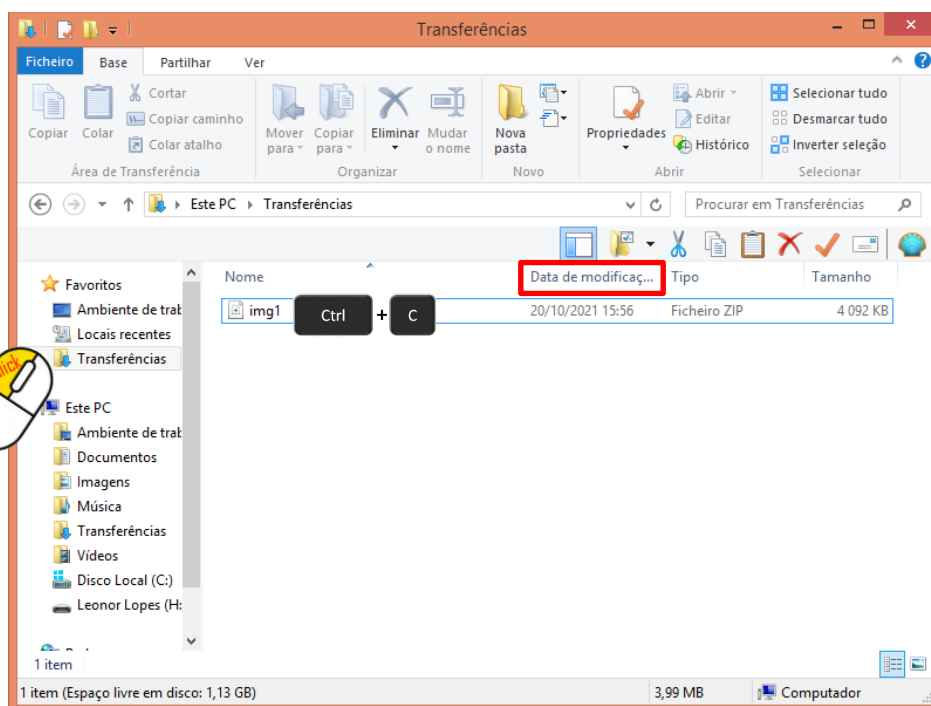 Transferências
Ficheiro Base Partilhar Ver
Copiar
Colar
Cortar
Copiar caminho
Colar atalho
Área de Transferência
Mover para
Copiar para
Eliminar
Mudar o nome
Organizar
Nova pasta
Novo
Propriedades
Abrir
Editar
Histórico
Abrir
Selecionar tudo
Desmarcar tudo
Inverter seleção
Selecionar
Este PC Transferências
Procurar em Transferências
Nome Data de modificaç... Tipo Tamanho
img1 Ctrl + C 20/10/2021 15:56 Ficheiro ZIP 4 092 KB
Favoritos
Ambiente de trab
Locais recentes
Transferências
click
Este PC
Ambiente de trab
Documentos
Imagens
Música
Transferências
Vídeos
Disco Local (C:)
Leonor Lopes (H:
1 item
1 item (Espaço livre em disco: 1,13 GB) 3,99 MB Computador